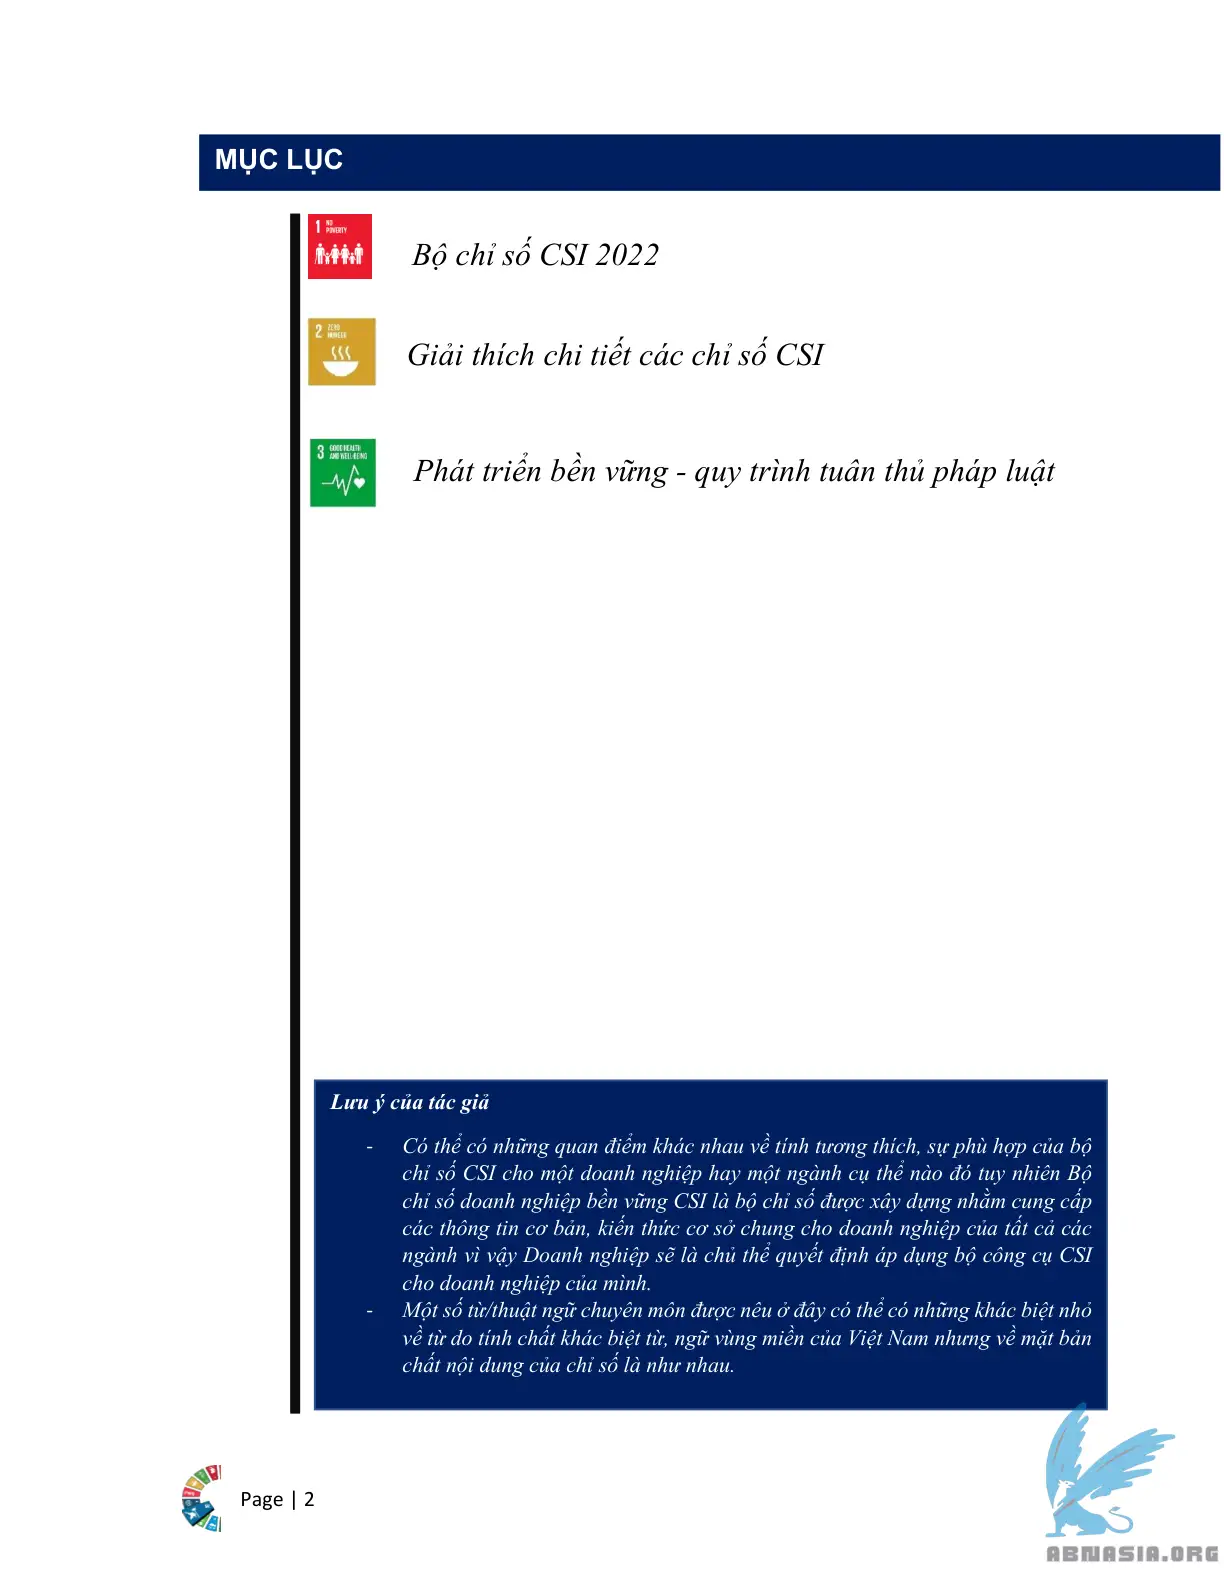 MỤC LỤC
1 NO
POVERTY
Bộ chỉ số CSI 2022
2 ZERO
HUNGER
Giải thích chi tiết các chỉ số CSI
3 GOOD HEALTH
AND WELL-BEING
Phát triển bền vững - quy trình tuân thủ pháp luật
Lưu ý của tác giả
- Có thể có những quan điểm khác nhau về tính tương thích, sự phù hợp của bộ
chỉ số CSI cho một doanh nghiệp hay một ngành cụ thể nào đó tuy nhiên Bộ
chỉ số doanh nghiệp bền vững CSI là bộ chỉ số được xây dựng nhằm cung cấp
các thông tin cơ bản, kiến thức cơ sở chung cho doanh nghiệp của tất cả các
ngành vì vậy Doanh nghiệp sẽ là chủ thể quyết định áp dụng bộ công cụ CSI
cho doanh nghiệp của mình.
- Một số từ/thuật ngữ chuyên môn được nêu ở đây có thể có những khác biệt nhỏ
về từ do tính chất khác biệt từ, ngữ vùng miền của Việt Nam nhưng về mặt bản
chất nội dung của chỉ số là như nhau.
Page | 2
ABNASIA.ORG